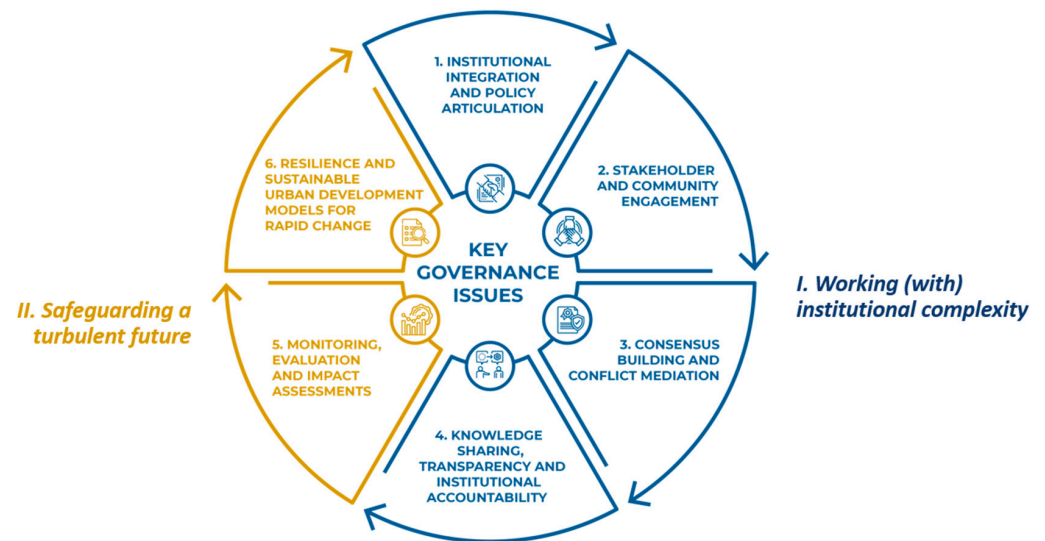 1. INSTITUTIONAL
INTEGRATION
AND POLICY
ARTICULATION
2. STAKEHOLDER
AND COMMUNITY
ENGAGEMENT
3. CONSENSUS
BUILDING AND
CONFLICT MEDIATION
4. KNOWLEDGE
SHARING,
TRANSPARENCY AND
INSTITUTIONAL
ACCOUNTABILITY
5. MONITORING,
EVALUATION
AND IMPACT
ASSESSMENTS
6. RESILIENCE AND
SUSTAINABLE
URBAN DEVELOPMENT
MODELS FOR
RAPID CHANGE
KEY
GOVERNANCE
ISSUES
I. Working (with)
institutional complexity
II. Safeguarding a
turbulent future